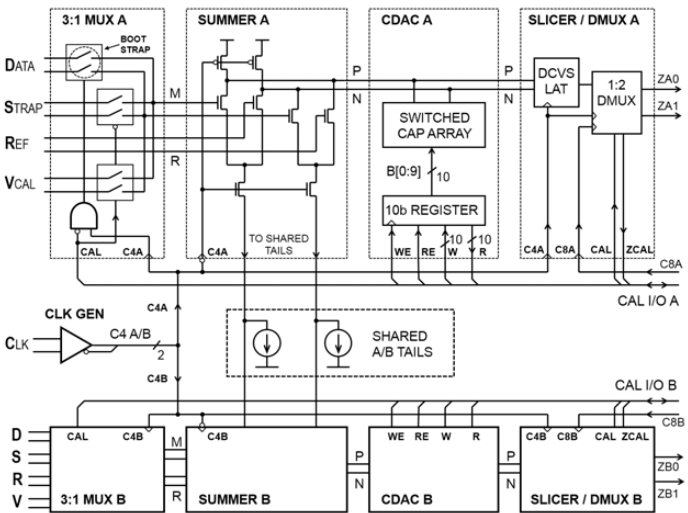 3:1 MUX A
SUMMER A
CDAC A
SLICER / DMUX A
BOOT
STRAP
DATA
STRAP
REF
VCAL
M
R
P
N
P
N
DCVS
LAT
1:2
DMUX
ZA0
ZA1
SWITCHED
CAP ARRAY
B[0:9]
10
10b REGISTER
10
10
TO SHARED
TAILS
CAL
C4A
C4A
WE
RE
W
R
C4A
C8A
CAL
ZCAL
C8A
CAL I/O A
CLK GEN
C4A
CLK
C4 A/B
2
C4B
SHARED
A/B TAILS
CAL I/O B
C8B
D
S
R
V
CAL
C4B
M
R
C4B
P
N
WE
RE
W
R
P
N
C4B
C8B
CAL
ZCAL
ZB0
ZB1
3:1 MUX B
SUMMER B
CDAC B
SLICER / DMUX B